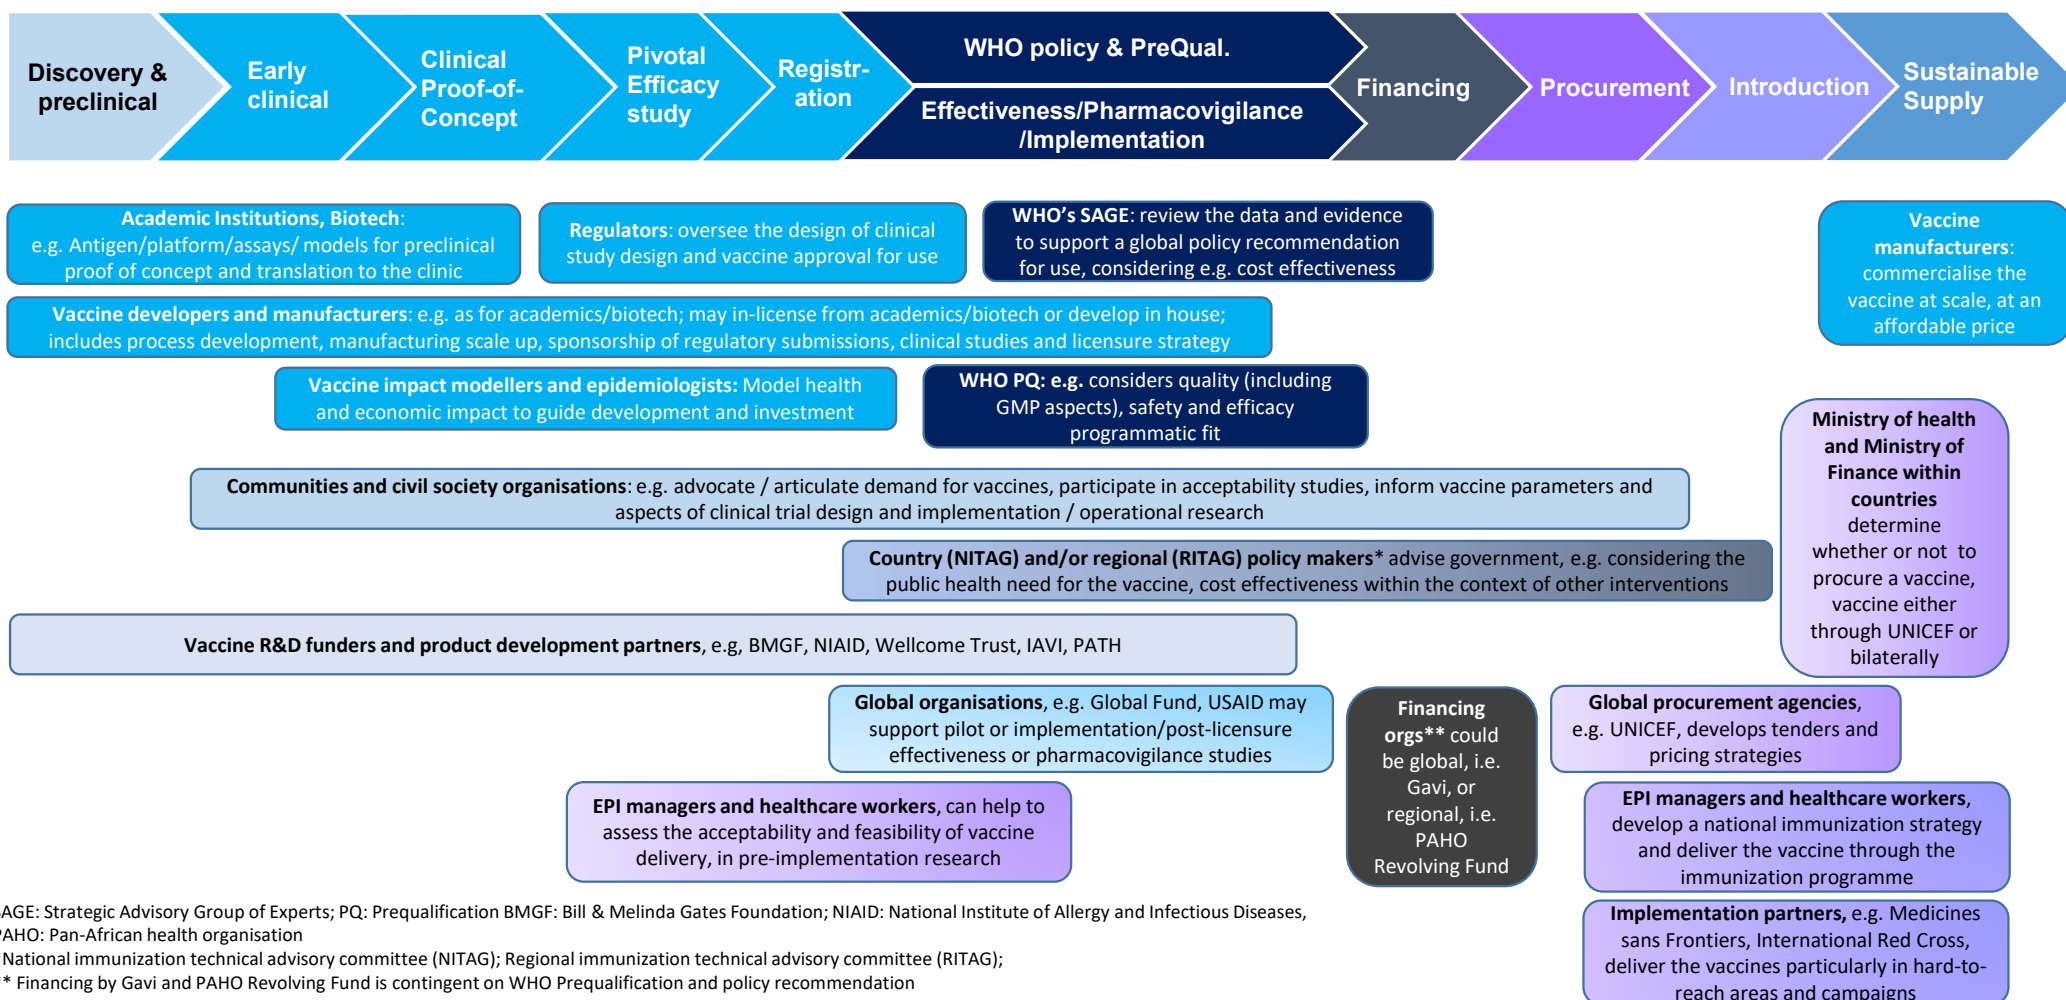 Discovery &
preclinical
Early
clinical
Clinical
Proof-of-
Concept
Pivotal
Efficacy
study
Registr-
ation
WHO policy & PreQual.
Effectiveness/Pharmacovigilance
/Implementation
Financing
Procurement
Introduction
Sustainable
Supply
Academic Institutions, Biotech:
e.g. Antigen/platform/assays/ models for preclinical
proof of concept and translation to the clinic
Regulators: oversee the design of clinical
study design and vaccine approval for use
WHO's SAGE: review the data and evidence
to support a global policy recommendation
for use, considering e.g. cost effectiveness
Vaccine
manufacturers:
commercialise the
vaccine at scale, at an
affordable price
Vaccine developers and manufacturers: e.g. as for academics/biotech; may in-license from academics/biotech or develop in house;
includes process development, manufacturing scale up, sponsorship of regulatory submissions, clinical studies and licensure strategy
Vaccine impact modellers and epidemiologists: Model health
and economic impact to guide development and investment
WHO PQ: e.g. considers quality (including
GMP aspects), safety and efficacy
programmatic fit
Ministry of health
and Ministry of
Finance within
countries
determine
whether or not  to
procure a vaccine,
vaccine either
through UNICEF or
bilaterally
Communities and civil society organisations: e.g. advocate / articulate demand for vaccines, participate in acceptability studies, inform vaccine parameters and
aspects of clinical trial design and implementation / operational research
Country (NITAG) and/or regional (RITAG) policy makers* advise government, e.g. considering the
public health need for the vaccine, cost effectiveness within the context of other interventions
Vaccine R&D funders and product development partners, e.g, BMGF, NIAID, Wellcome Trust, IAVI, PATH
Global organisations, e.g. Global Fund, USAID may
support pilot or implementation/post-licensure
effectiveness or pharmacovigilance studies
Financing
orgs** could
be global, i.e.
Gavi, or
regional, i.e.
PAHO
Revolving Fund
Global procurement agencies,
e.g. UNICEF, develops tenders and
pricing strategies
EPI managers and healthcare workers, can help to
assess the acceptability and feasibility of vaccine
delivery, in pre-implementation research
EPI managers and healthcare workers,
develop a national immunization strategy
and deliver the vaccine through the
immunization programme
Implementation partners, e.g. Medicines
sans Frontiers, International Red Cross,
deliver the vaccines particularly in hard-to-
reach areas and campaigns
SAGE: Strategic Advisory Group of Experts; PQ: Prequalification BMGF: Bill & Melinda Gates Foundation; NIAID: National Institute of Allergy and Infectious Diseases,
PAHO: Pan-African health organisation
*National immunization technical advisory committee (NITAG); Regional immunization technical advisory committee (RITAG);
** Financing by Gavi and PAHO Revolving Fund is contingent on WHO Prequalification and policy recommendation